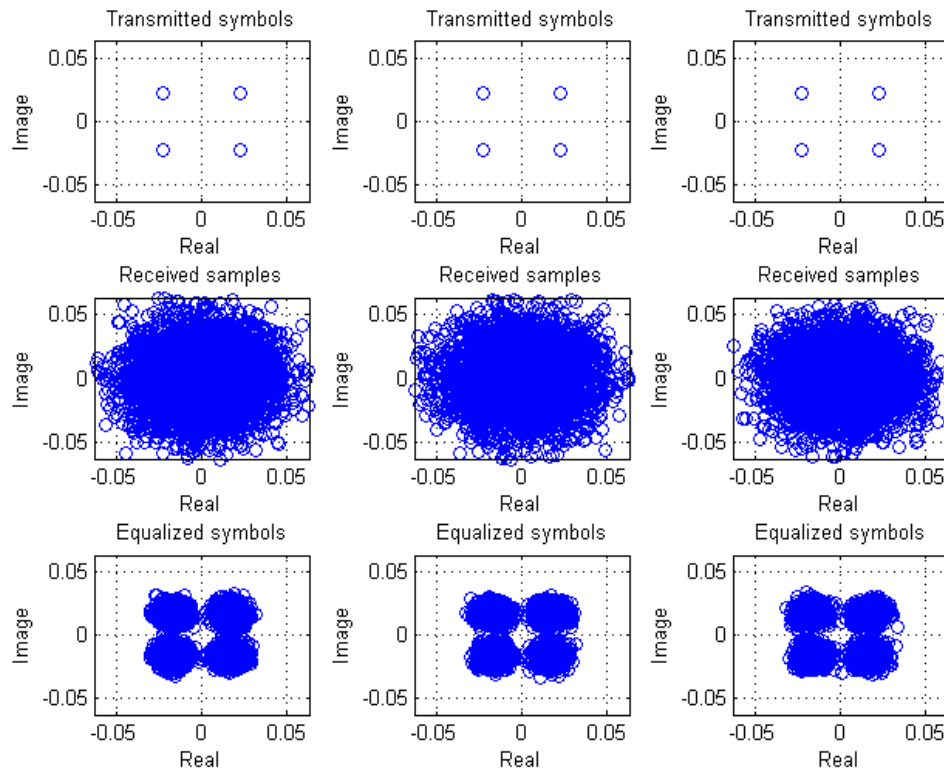 Transmitted symbols Transmitted symbols Transmitted symbols
0.05 0.05 0.05
Image Image Image
0 0 0
-0.05 -0.05 -0.05
-0.05 0 0.05 -0.05 0 0.05 -0.05 0 0.05
Real Real Real
Received samples Received samples Received samples
0.05 0.05 0.05
Image Image Image
0 0 0
-0.05 -0.05 -0.05
-0.05 0 0.05 -0.05 0 0.05 -0.05 0 0.05
Real Real Real
Equalized symbols Equalized symbols Equalized symbols
0.05 0.05 0.05
Image Image Image
0 0 0
-0.05 -0.05 -0.05
-0.05 0 0.05 -0.05 0 0.05 -0.05 0 0.05
Real Real Real